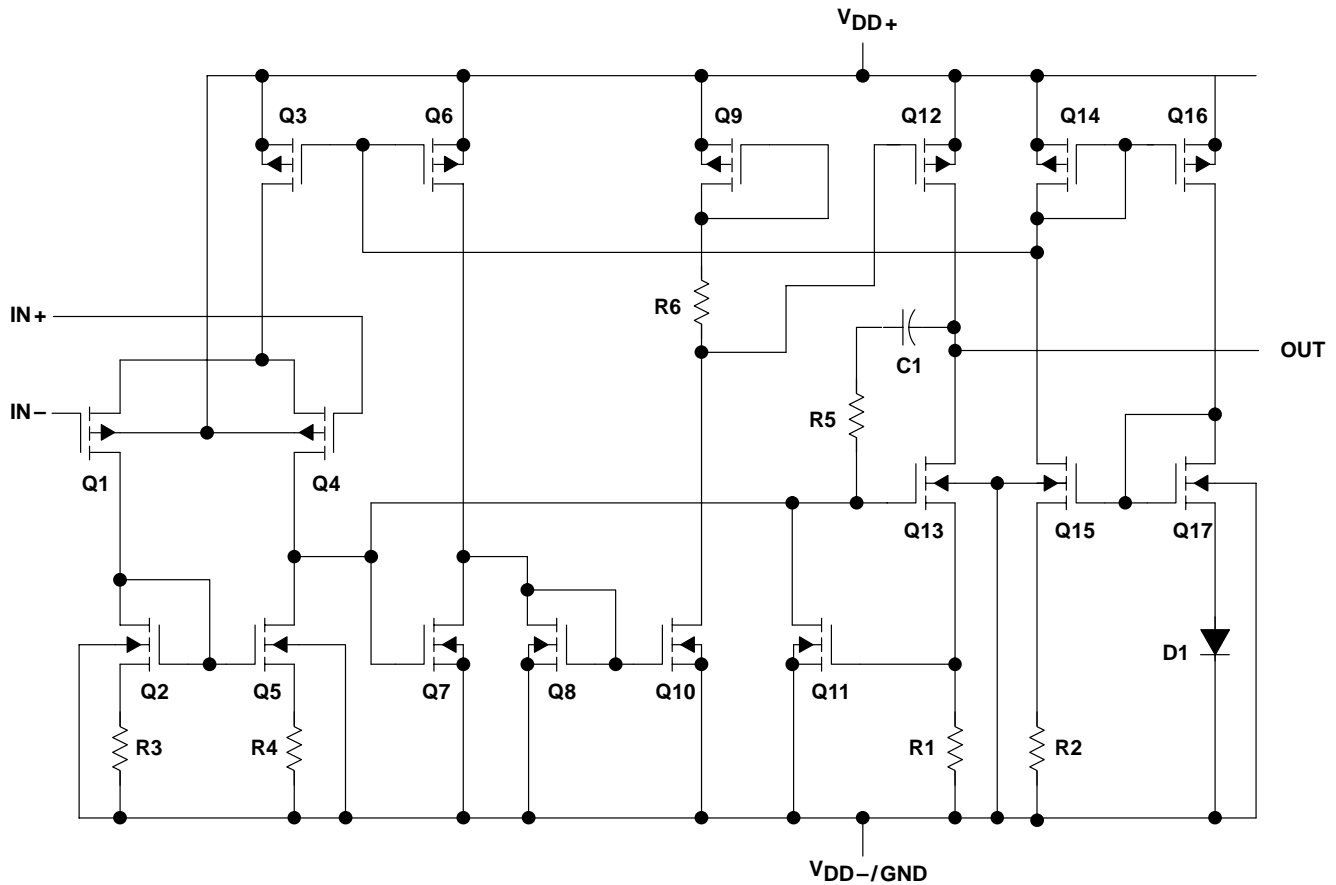 VDD+
Q3
Q6
Q9
Q12
Q14
Q16
IN+
R6
OUT
C1
IN−
R5
Q1
Q4
Q13
Q15
Q17
D1
Q2
Q5
Q7
Q8
Q10
Q11
R3
R4
R1
R2
VDD−/GND